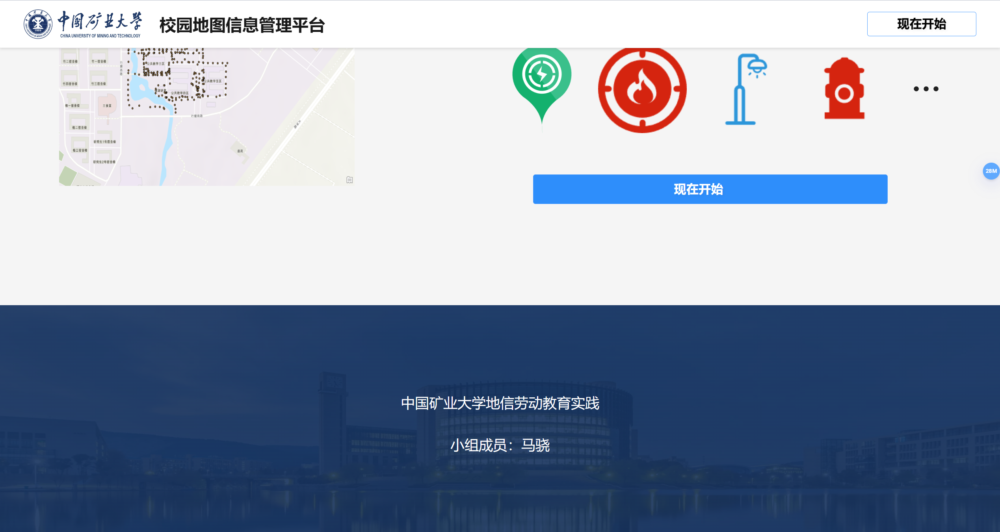 中国矿业大学
CHINA UNIVERSITY OF MINING AND TECHNOLOGY
1909
校园地图信息管理平台
现在开始
竹二宿舍楼
竹一宿舍楼
行健西路
公共教学三区
竹四宿舍楼
竹三宿舍楼
公共教学五区
公共教学四区
梅一宿舍楼
三食堂
行健南路
大学路
梅二宿舍楼
研究生1号宿舍楼
梅三宿舍楼
研究生2号宿舍楼
28M
现在开始
中国矿业大学地信劳动教育实践
小组成员：马骁